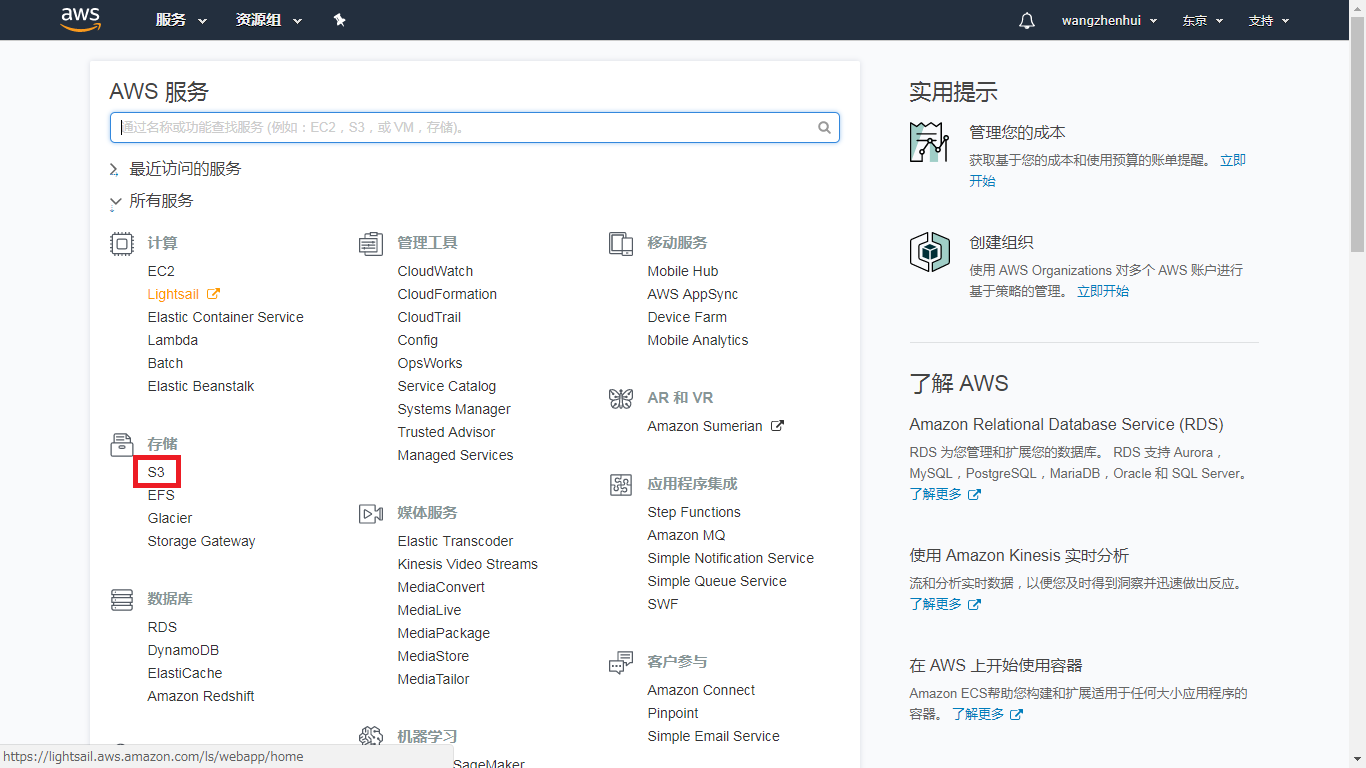 aws
服务
资源组
wangzhenhui
东京
支持
AWS 服务
通过名称或功能查找服务 (例如：EC2，S3，或 VM，存储)。
最近访问的服务
所有服务
计算
EC2
Lightsail
Elastic Container Service
Lambda
Batch
Elastic Beanstalk
存储
S3
EFS
Glacier
Storage Gateway
数据库
RDS
DynamoDB
ElastiCache
Amazon Redshift
管理工具
CloudWatch
CloudFormation
CloudTrail
Config
OpsWorks
Service Catalog
Systems Manager
Trusted Advisor
Managed Services
媒体服务
Elastic Transcoder
Kinesis Video Streams
MediaConvert
MediaLive
MediaPackage
MediaStore
MediaTailor
机器学习
SageMaker
移动服务
Mobile Hub
AWS AppSync
Device Farm
Mobile Analytics
AR 和 VR
Amazon Sumerian
应用程序集成
Step Functions
Amazon MQ
Simple Notification Service
Simple Queue Service
SWF
客户参与
Amazon Connect
Pinpoint
Simple Email Service
实用提示
管理您的成本
获取基于您的成本和使用预算的账单提醒。 立即
开始
创建组织
使用 AWS Organizations 对多个 AWS 账户进行
基于策略的管理。 立即开始
了解 AWS
Amazon Relational Database Service (RDS)
RDS 为您管理和扩展您的数据库。 RDS 支持 Aurora，
MySQL，PostgreSQL，MariaDB，Oracle 和 SQL Server。
了解更多
使用 Amazon Kinesis 实时分析
流和分析实时数据，以便您及时得到洞察并迅速做出反应。
了解更多
在 AWS 上开始使用容器
Amazon ECS帮助您构建和扩展适用于任何大小应用程序的
容器。 了解更多
https://lightsail.aws.amazon.com/ls/webapp/home